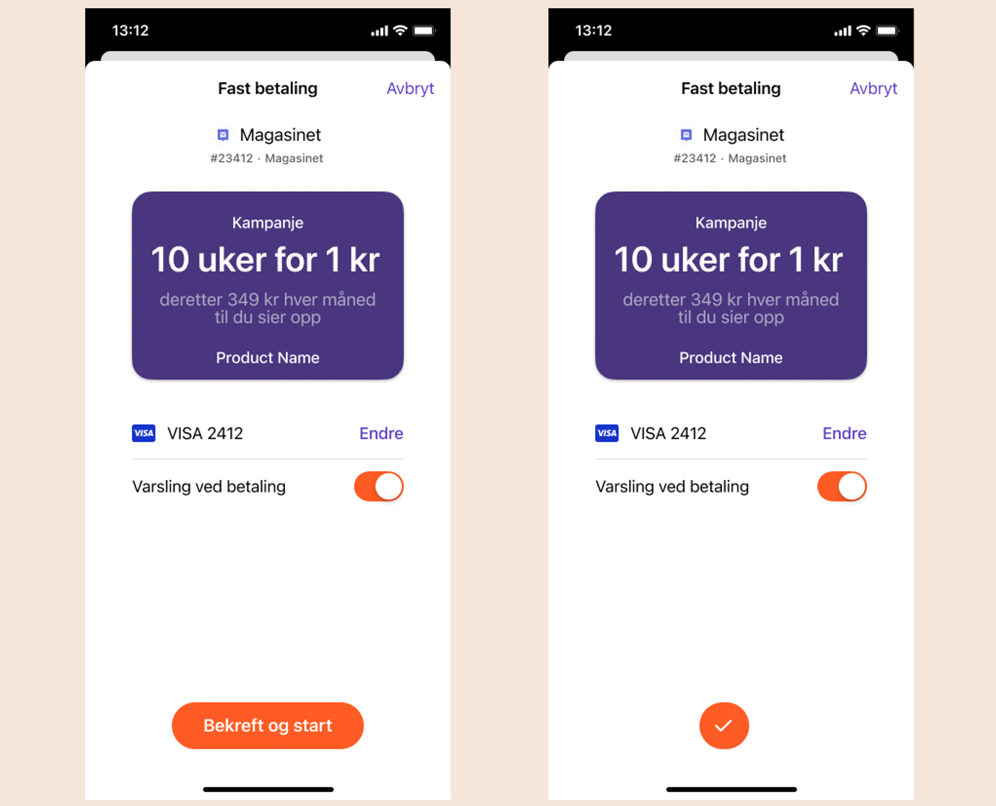 13:12
Fast betaling
Avbryt
Magasinet
#23412 · Magasinet
Kampanje
10 uker for 1 kr
deretter 349 kr hver måned
til du sier opp
Product Name
VISA
VISA 2412
Endre
Varsling ved betaling
Bekreft og start
13:12
Fast betaling
Avbryt
Magasinet
#23412 · Magasinet
Kampanje
10 uker for 1 kr
deretter 349 kr hver måned
til du sier opp
Product Name
VISA
VISA 2412
Endre
Varsling ved betaling